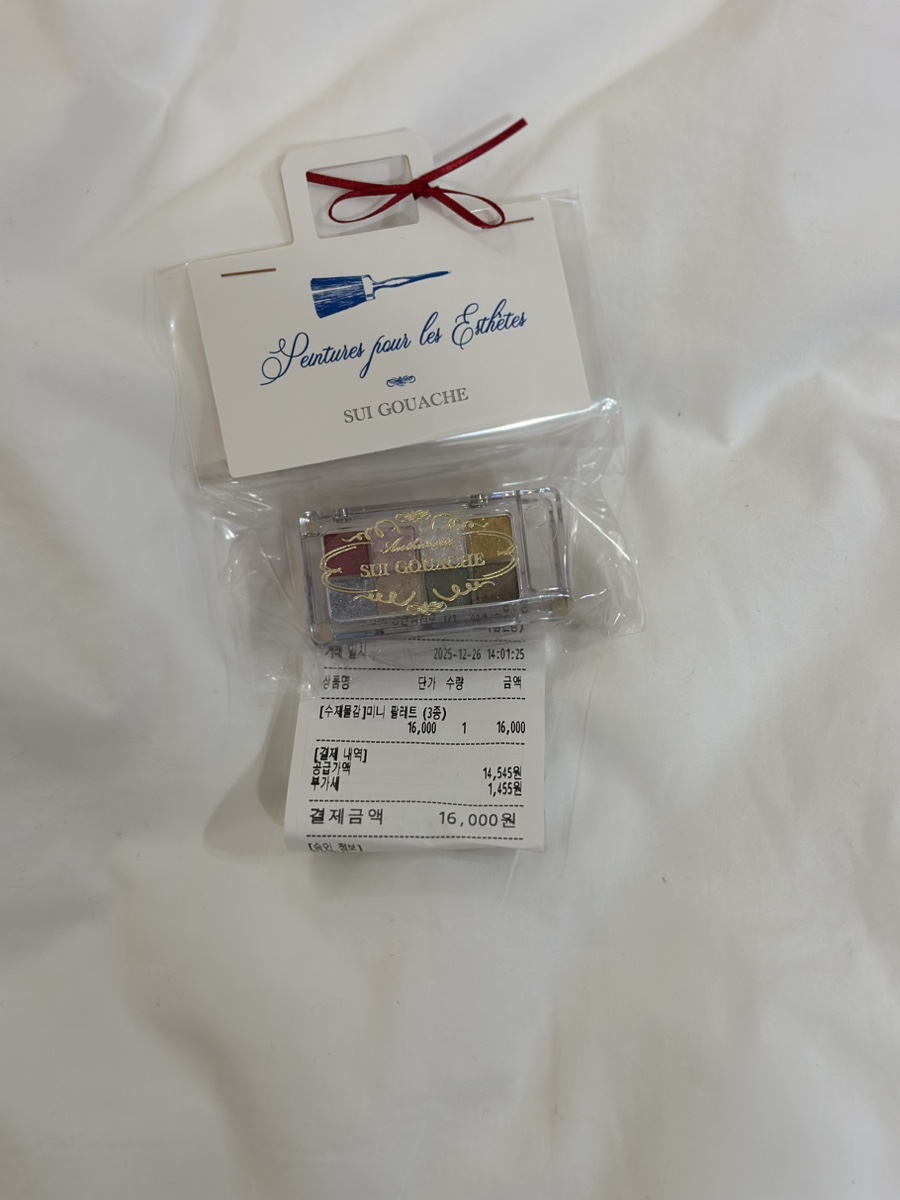 Peintures pour les Esthètes
SUI GOUACHE
Authentic
SUI GOUACHE
거래 일시 2025-12-26 14:01:25
상품명 단가 수량 금액
[수제물감]미니 팔레트 (3종)
16,000 1 16,000
[결제 내역]
공급가액 14,545원
부가세 1,455원
결제금액 16,000원
[승인 정보]